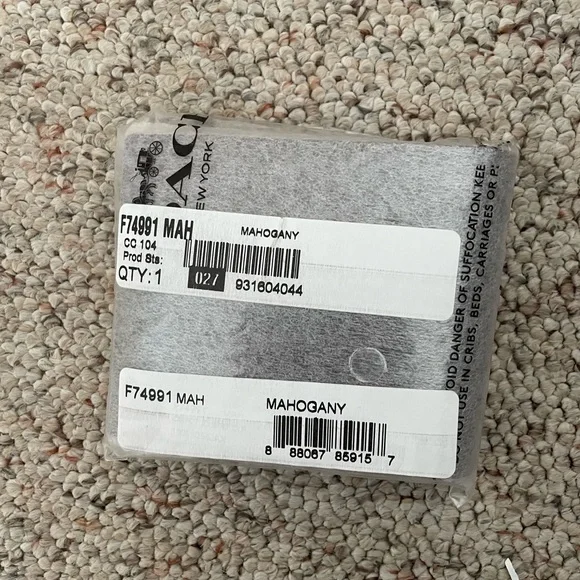 COACH
NEW YORK
F74991 MAH
MAHOGANY
CC 104
Prod Sts:
QTY: 1
027
931604044
OID DANGER OF SUFFOCATION KEE
USE IN CRIBS, BEDS, CARRIAGES OR P
F74991 MAH
MAHOGANY
8 88067 85915 7